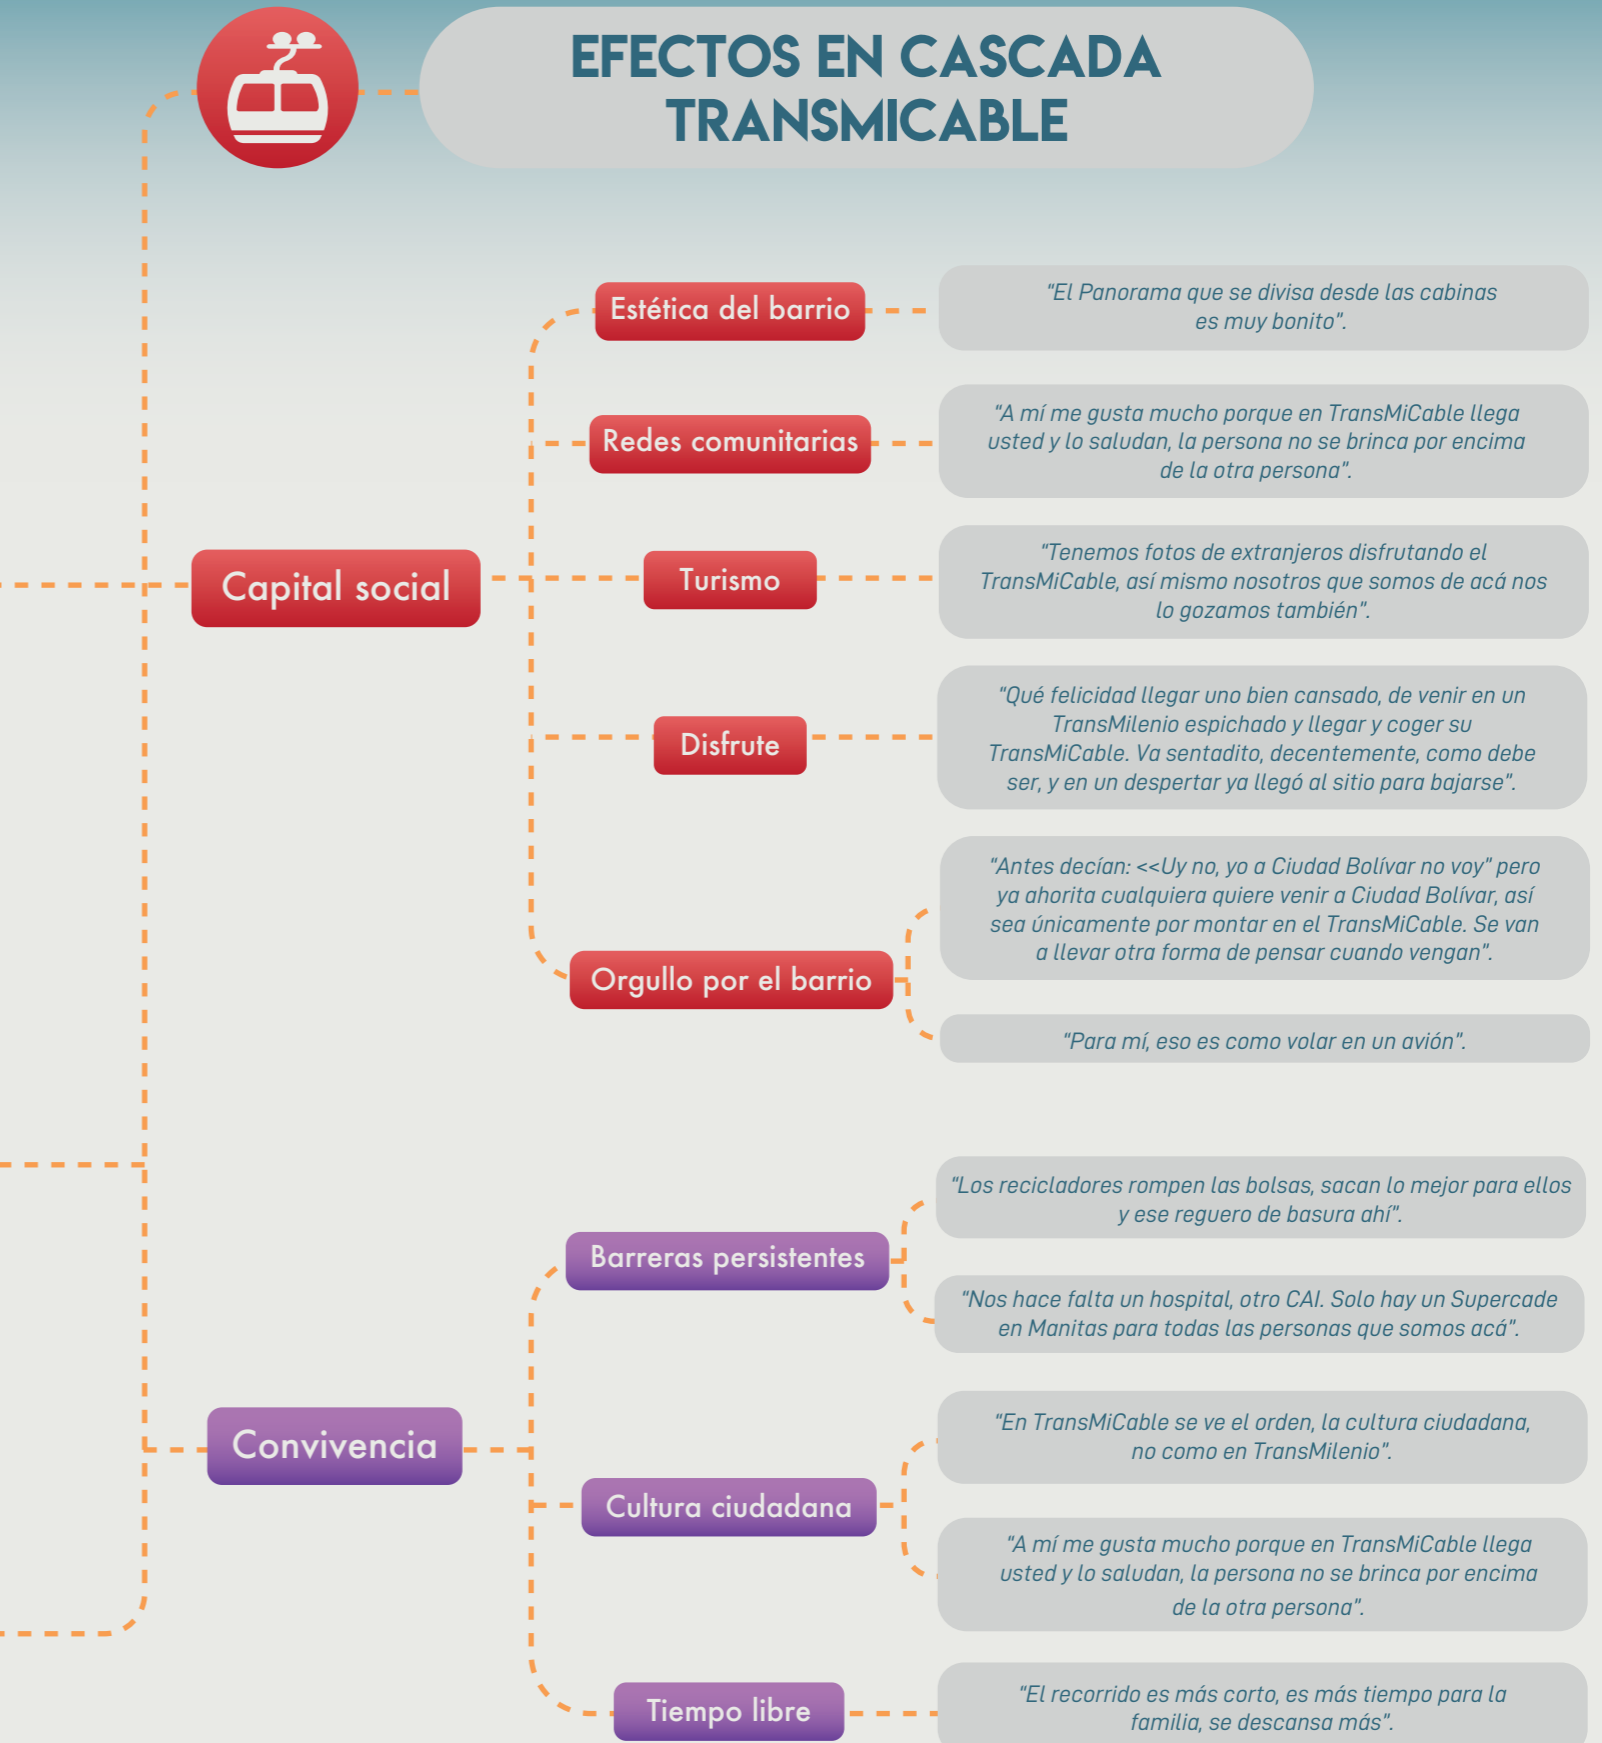 EFECTOS EN CASCADA
TRANSMICABLE
Capital social
Estética del barrio
"El Panorama que se divisa desde las cabinas
es muy bonito".
Redes comunitarias
"A mí me gusta mucho porque en TransMiCable llega
usted y lo saludan, la persona no se brinca por encima
de la otra persona".
Turismo
"Tenemos fotos de extranjeros disfrutando el
TransMiCable, así mismo nosotros que somos de acá nos
lo gozamos también".
Disfrute
"Qué felicidad llegar uno bien cansado, de venir en un
TransMilenio espichado y llegar y coger su
TransMiCable. Va sentadito, decentemente, como debe
ser, y en un despertar ya llegó al sitio para bajarse".
Orgullo por el barrio
"Antes decían: <<Uy no, yo a Ciudad Bolívar no voy" pero
ya ahorita cualquiera quiere venir a Ciudad Bolívar, así
sea únicamente por montar en el TransMiCable. Se van
a llevar otra forma de pensar cuando vengan".
"Para mí, eso es como volar en un avión".
Convivencia
Barreras persistentes
"Los recicladores rompen las bolsas, sacan lo mejor para ellos
y ese reguero de basura ahí".
"Nos hace falta un hospital, otro CAI. Solo hay un Supercade
en Manitas para todas las personas que somos acá".
Cultura ciudadana
"En TransMiCable se ve el orden, la cultura ciudadana,
no como en TransMilenio".
"A mí me gusta mucho porque en TransMiCable llega
usted y lo saludan, la persona no se brinca por encima
de la otra persona".
Tiempo libre
"El recorrido es más corto, es más tiempo para la
familia, se descansa más".